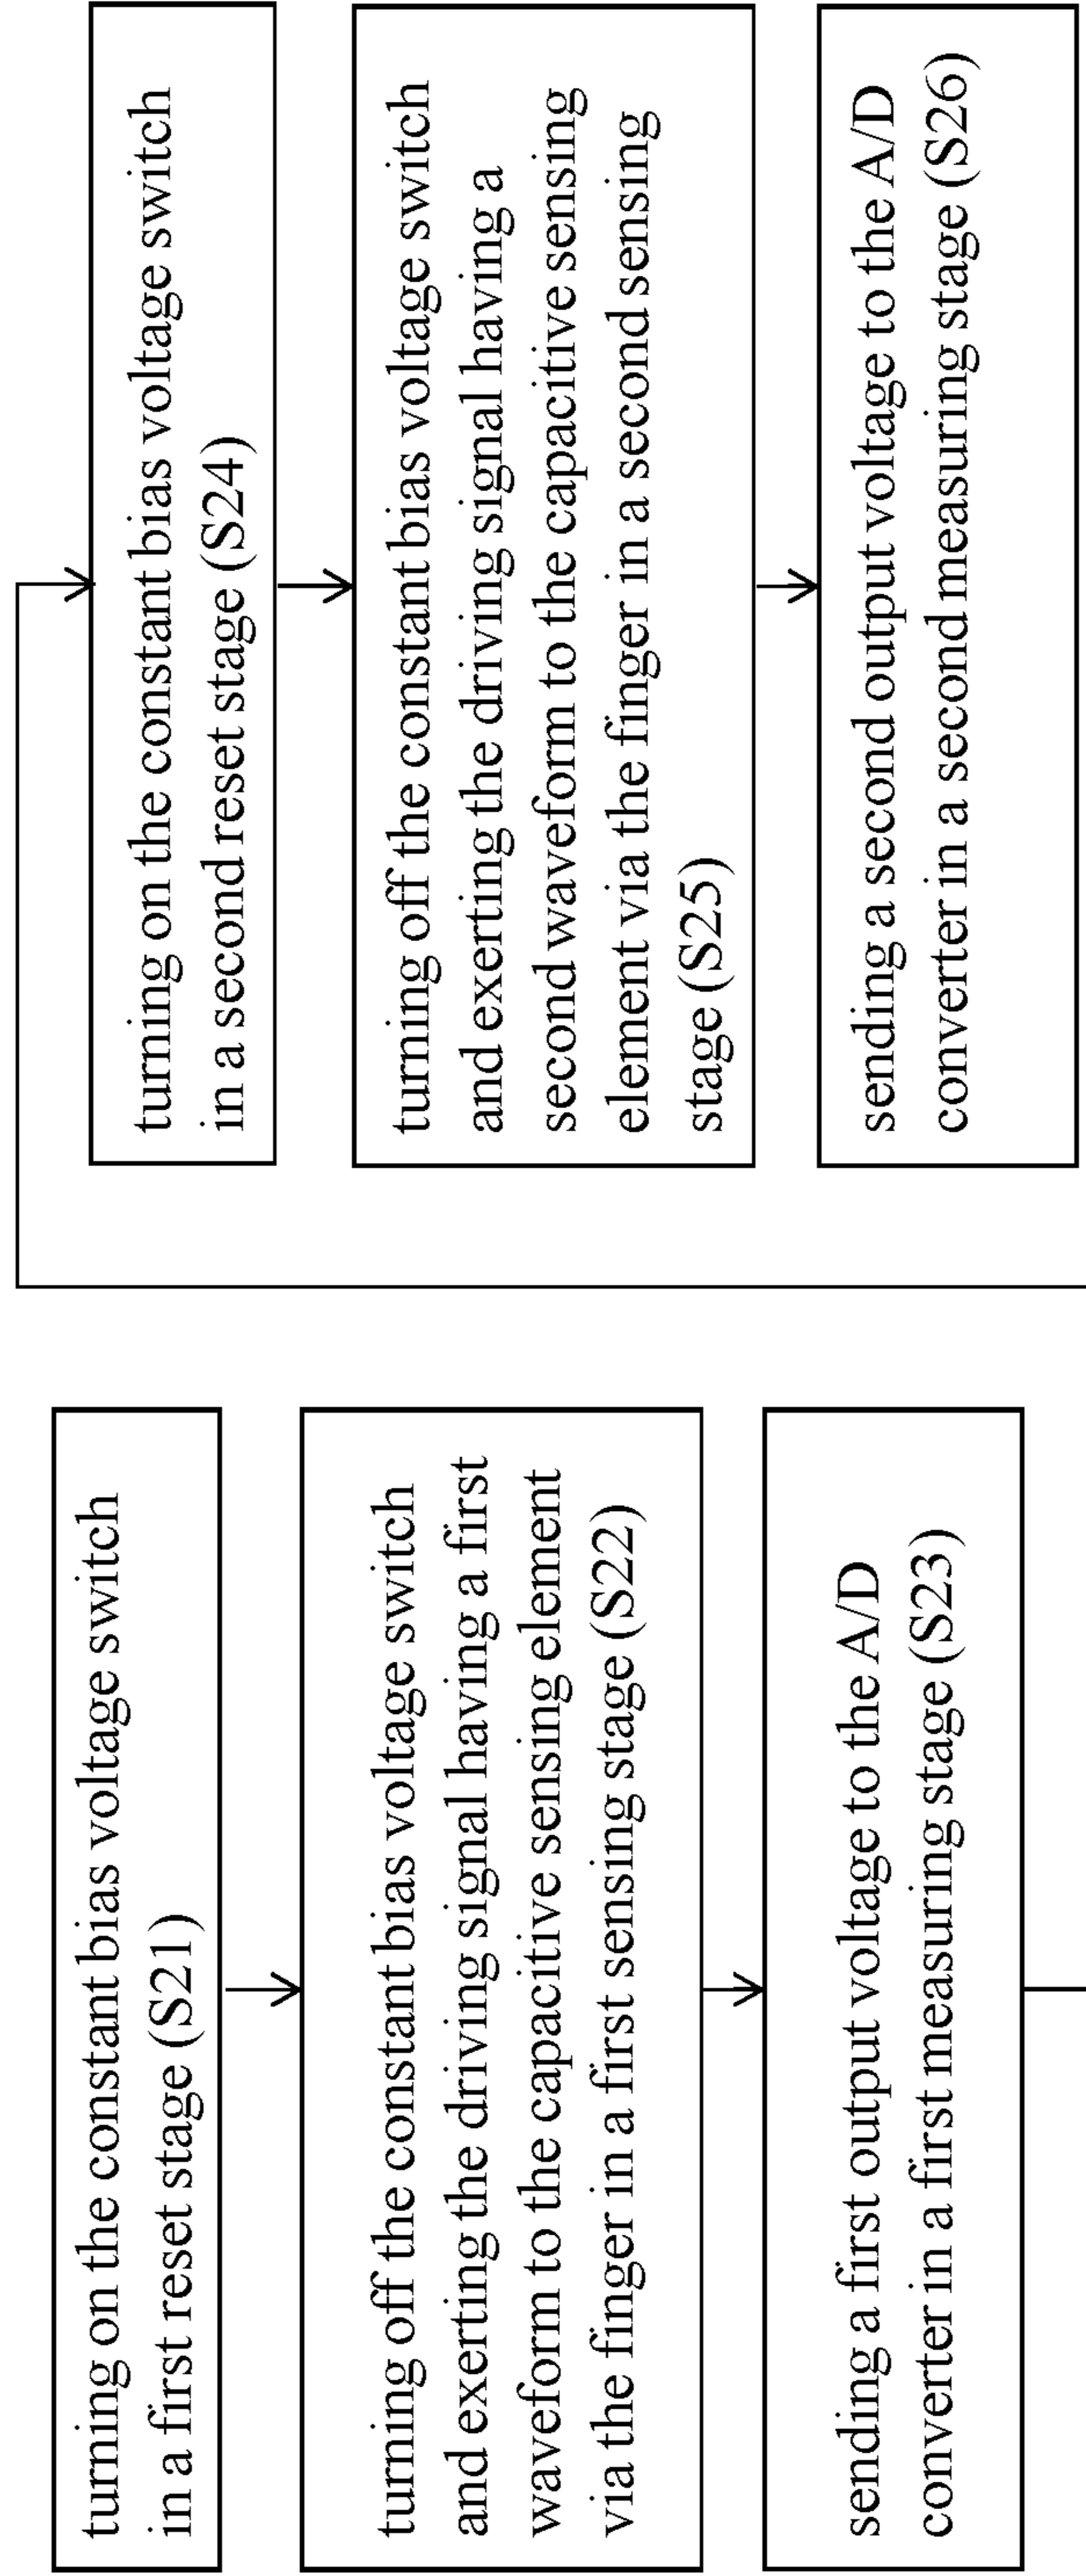 turning on the constant bias voltage switch
in a first reset stage (S21)
turning off the constant bias voltage switch
and exerting the driving signal having a first
waveform to the capacitive sensing element
via the finger in a first sensing stage (S22)
sending a first output voltage to the A/D
converter in a first measuring stage (S23)
turning on the constant bias voltage switch
in a second reset stage (S24)
turning off the constant bias voltage switch
and exerting the driving signal having a
second waveform to the capacitive sensing
element via the finger in a second sensing
stage (S25)
sending a second output voltage to the A/D
converter in a second measuring stage (S26)